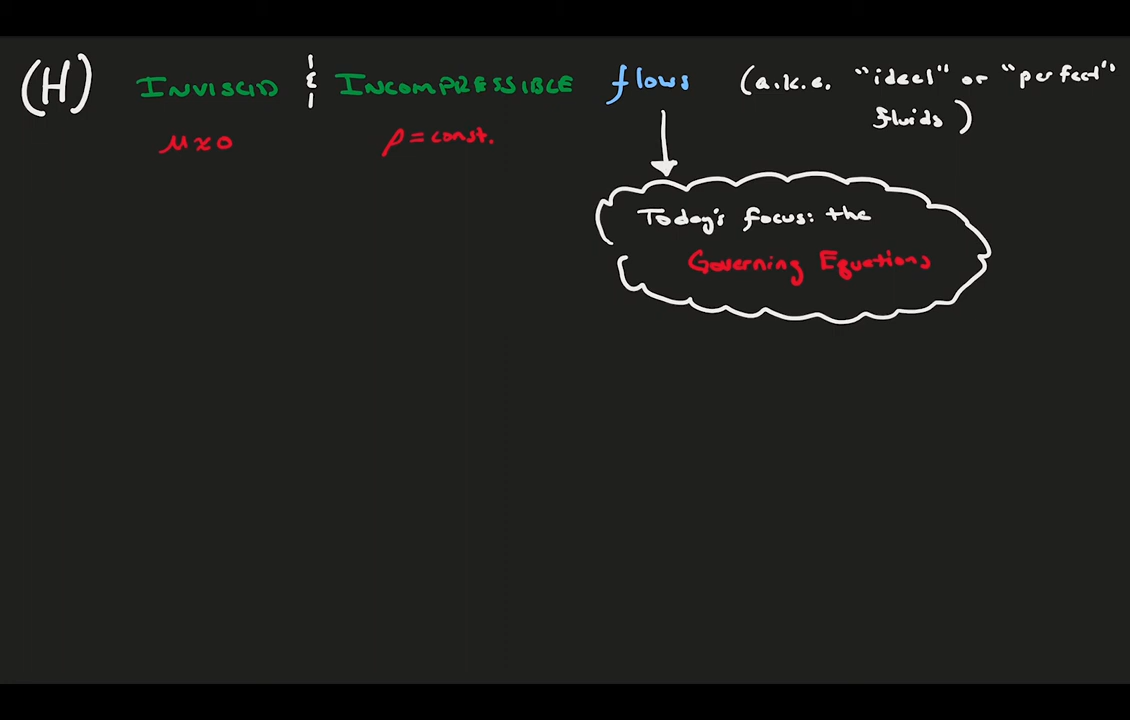 (H) INVISCID & INCOMPRESSIBLE flows (a.k.a. "ideal" or "perfect" fluids)
μ≈0 ρ = const.
Today's focus: the
Governing Equations